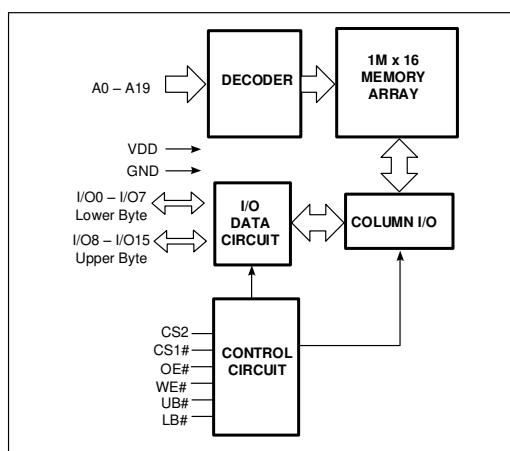 A0 – A19
DECODER
1M x 16
MEMORY
ARRAY
VDD
GND
I/O0 – I/O7
Lower Byte
I/O8 – I/O15
Upper Byte
I/O
DATA
CIRCUIT
COLUMN I/O
CS2
CS1#
OE#
WE#
UB#
LB#
CONTROL
CIRCUIT